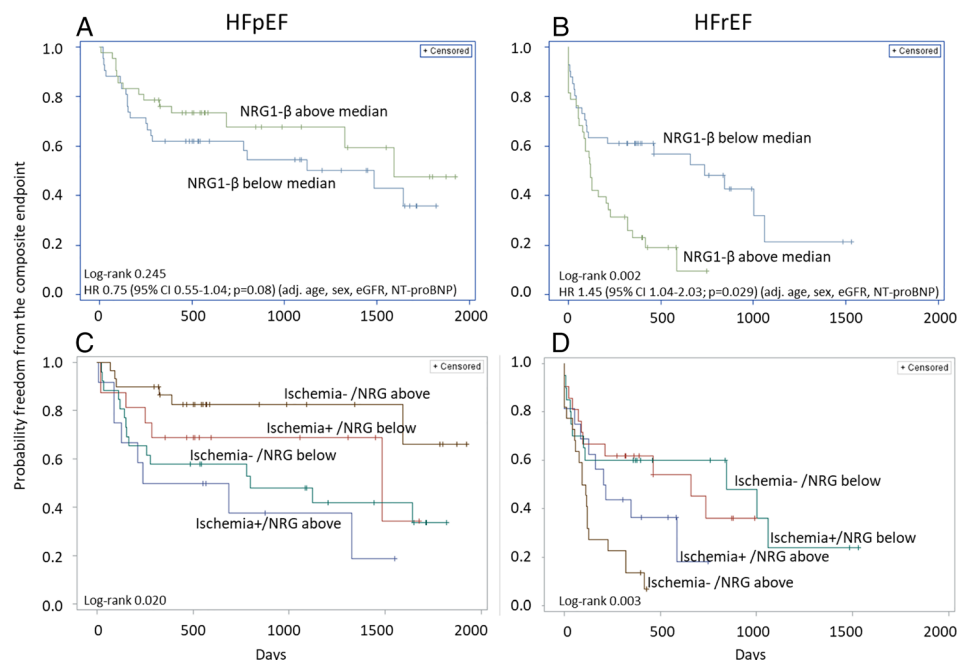 A
HFpEF
B
HFrEF
Probability freedom from the composite endpoint
1.0
0.8
0.6
0.4
0.2
0.0
+ Censored
NRG1-β above median
NRG1-β below median
Log-rank 0.245
HR 0.75 (95% CI 0.55-1.04; p=0.08) (adj. age, sex, eGFR, NT-proBNP)
0 500 1000 1500 2000
1.0
0.8
0.6
0.4
0.2
0.0
+ Censored
NRG1-β below median
NRG1-β above median
Log-rank 0.002
HR 1.45 (95% CI 1.04-2.03; p=0.029) (adj. age, sex, eGFR, NT-proBNP)
0 500 1000 1500 2000
C
1.0
0.8
0.6
0.4
0.2
0.0
+ Censored
Ischemia- /NRG above
Ischemia+ /NRG below
Ischemia- /NRG below
Ischemia+/NRG above
Log-rank 0.020
0 500 1000 1500 2000
Days
D
1.0
0.8
0.6
0.4
0.2
0.0
+ Censored
Ischemia- /NRG below
Ischemia+/NRG below
Ischemia+ /NRG above
Ischemia- /NRG above
Log-rank 0.003
0 500 1000 1500 2000
Days